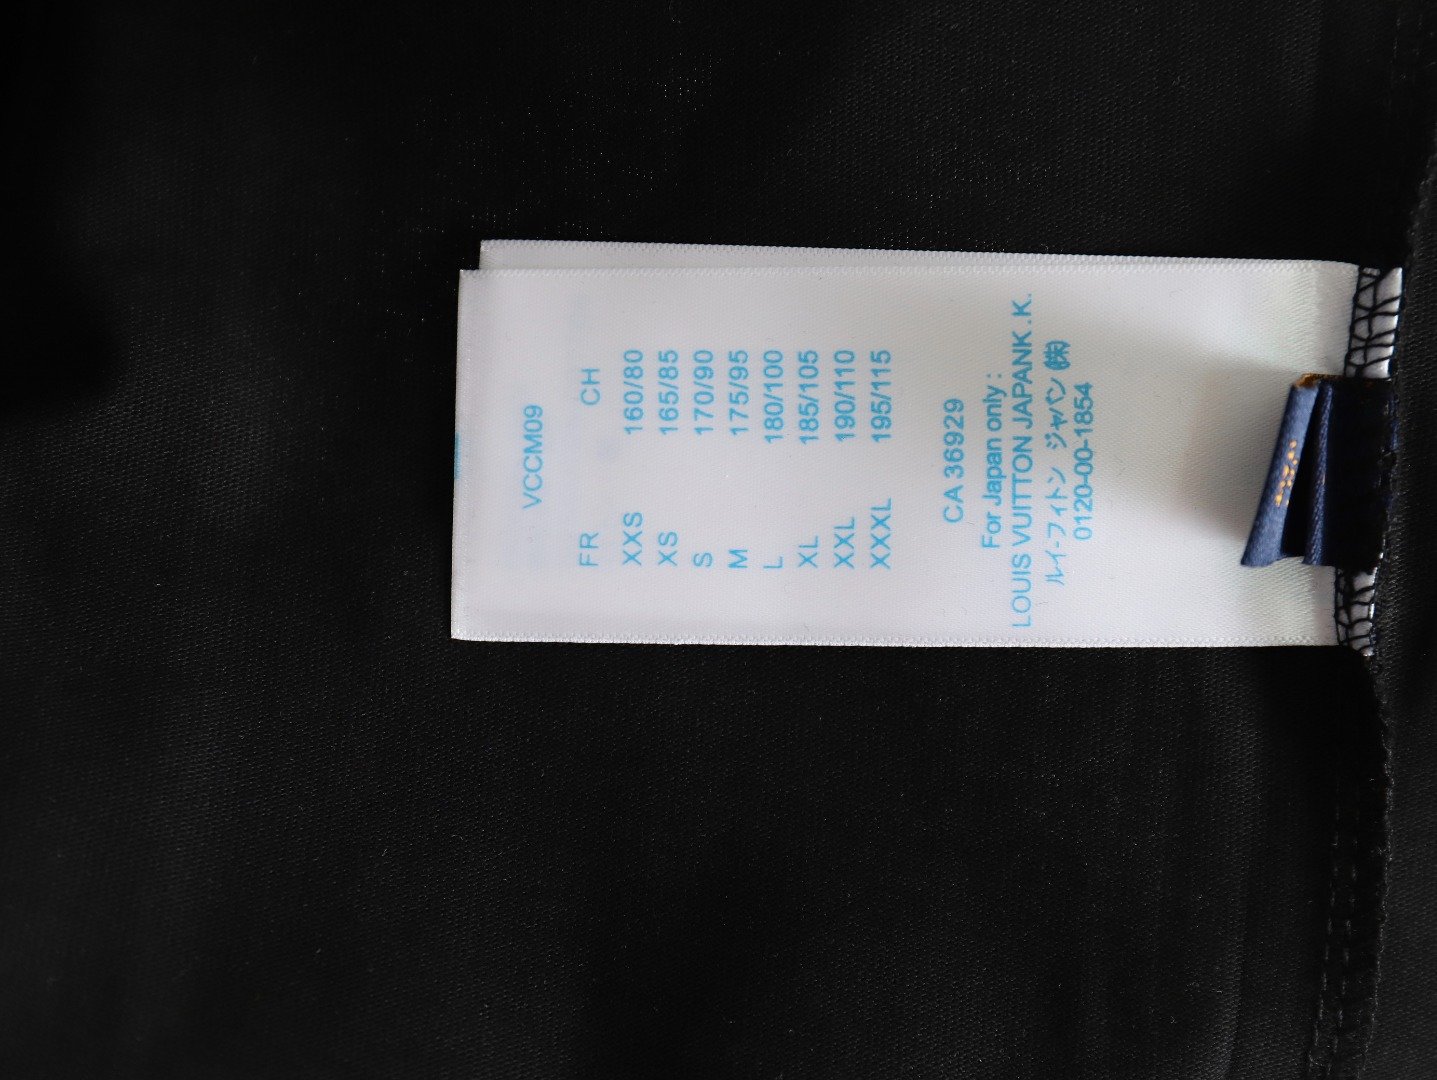 VCCM09
FR CH
XXS 160/80
XS 165/85
S 170/90
M 175/95
L 180/100
XL 185/105
XXL 190/110
XXXL 195/115
CA 36929
For Japan only :
LOUIS VUITTON JAPANK.K.
ルイ-フィトン ジャパン (株)
0120-00-1854